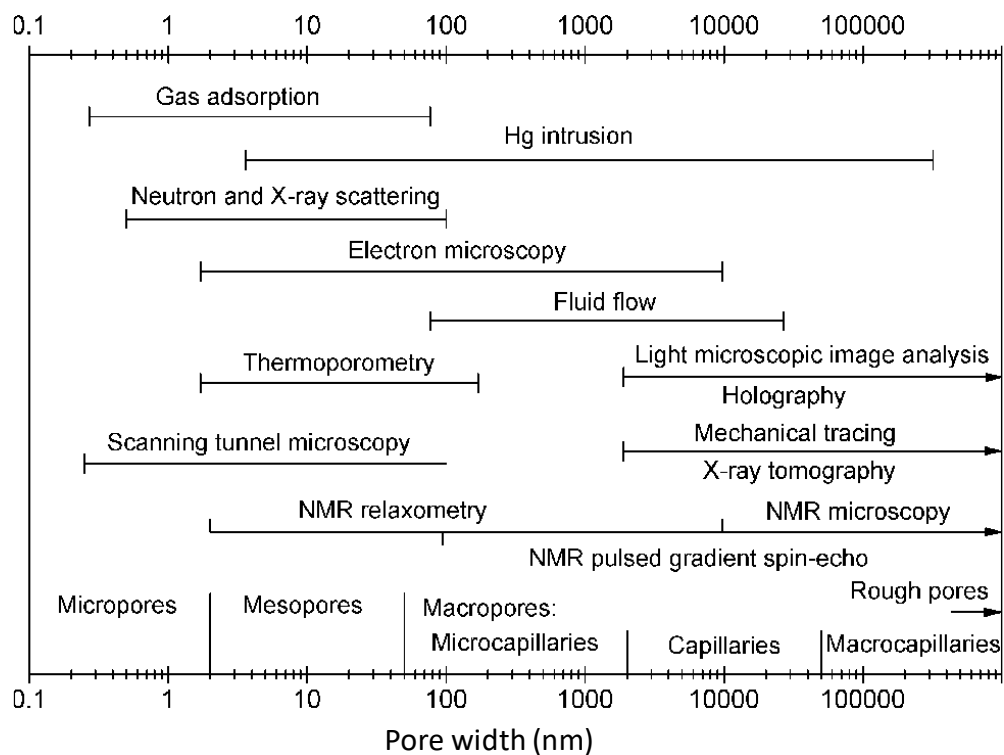 0.1 1 10 100 1000 10000 100000
Gas adsorption
Hg intrusion
Neutron and X-ray scattering
Electron microscopy
Fluid flow
Thermoporometry
Light microscopic image analysis
Holography
Scanning tunnel microscopy
Mechanical tracing
X-ray tomography
NMR relaxometry
NMR microscopy
NMR pulsed gradient spin-echo
Rough pores
Micropores
Mesopores
Macropores:
Microcapillaries
Capillaries
Macrocapillaries
0.1 1 10 100 1000 10000 100000
Pore width (nm)